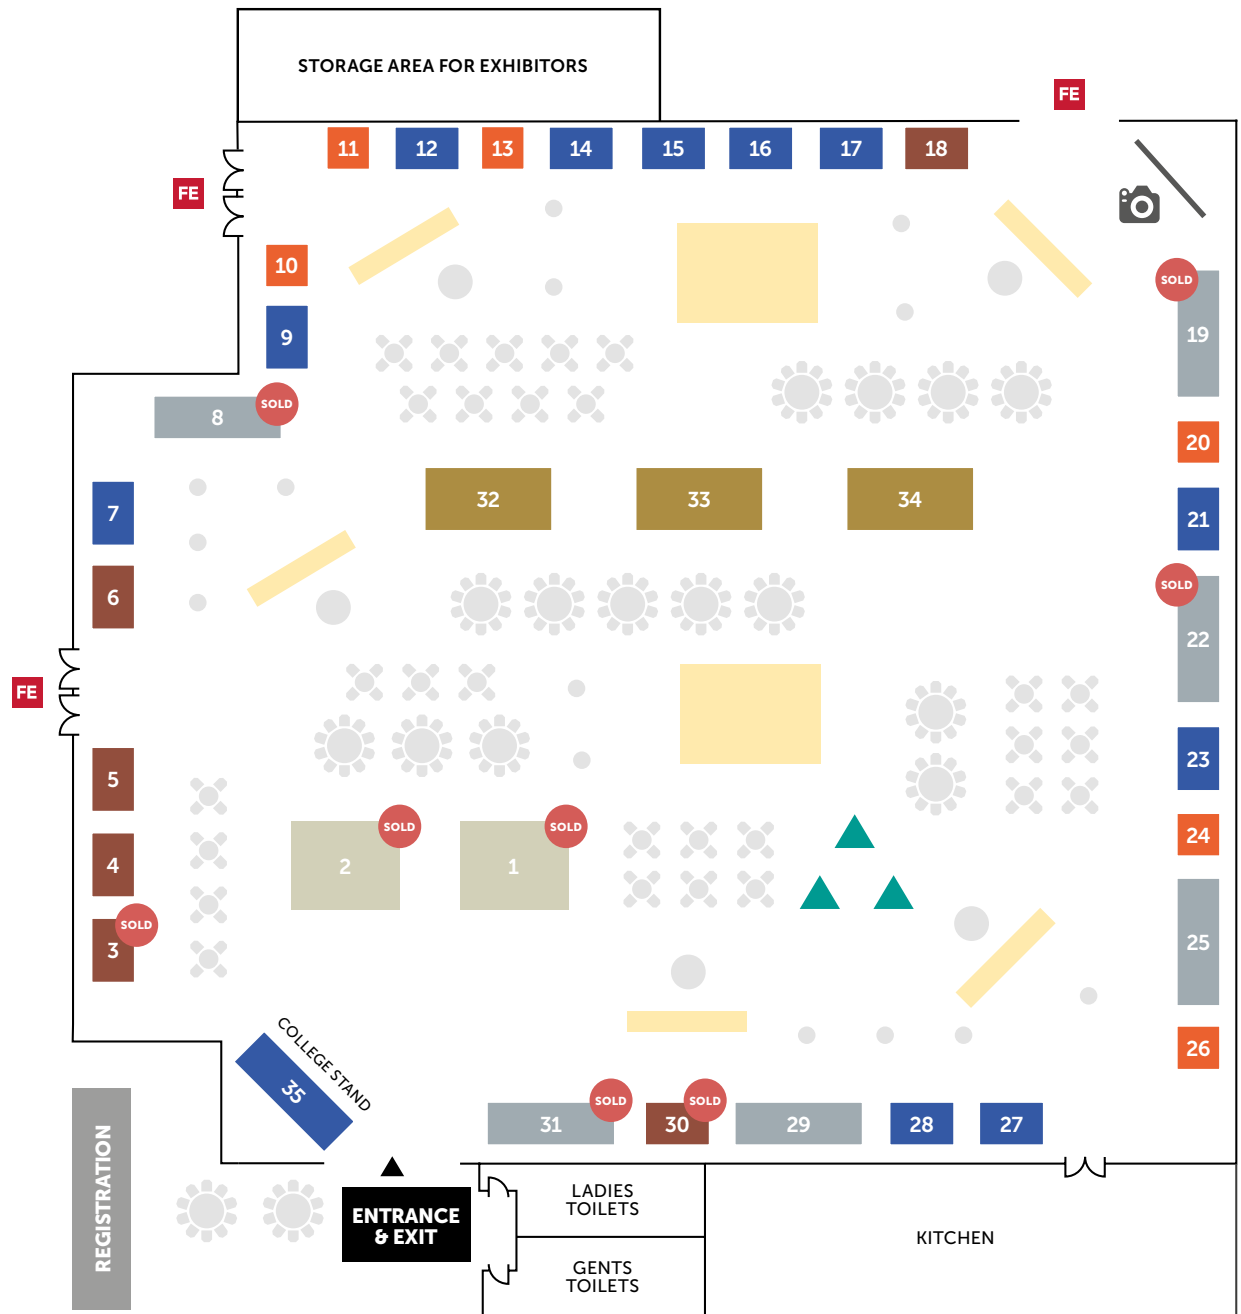 STORAGE AREA FOR EXHIBITORS
FE
11
12
13
14
15
16
17
18
FE
10
SOLD
19
9
SOLD
8
20
7
32
33
34
21
6
SOLD
22
FE
5
23
SOLD
SOLD
2
1
24
4
SOLD
3
25
COLLEGE STAND
35
26
SOLD
SOLD
31
30
29
28
27
REGISTRATION
ENTRANCE
& EXIT
LADIES
TOILETS
KITCHEN
GENTS
TOILETS